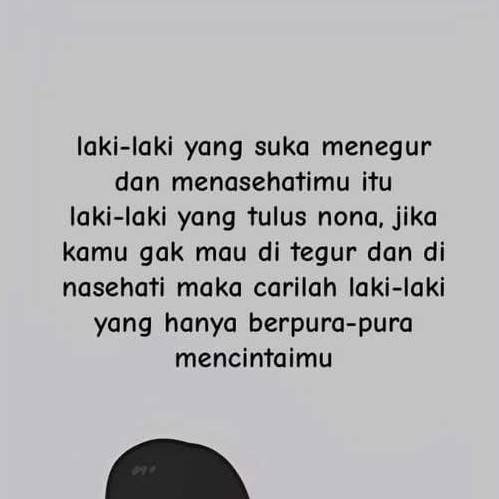 laki-laki yang suka menegur
dan menasehatimu itu
laki-laki yang tulus nona, jika
kamu gak mau di tegur dan di
nasehati maka carilah laki-laki
yang hanya berpura-pura
mencintaimu